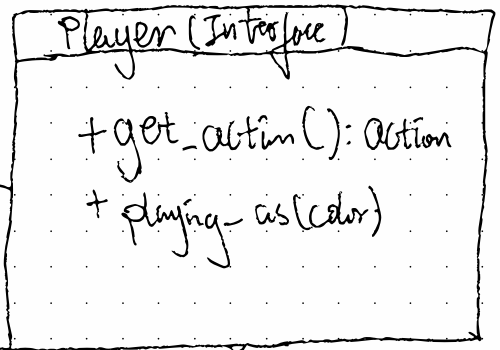 Player (Interface)
+ get_action(): action
+ playing_as(color)